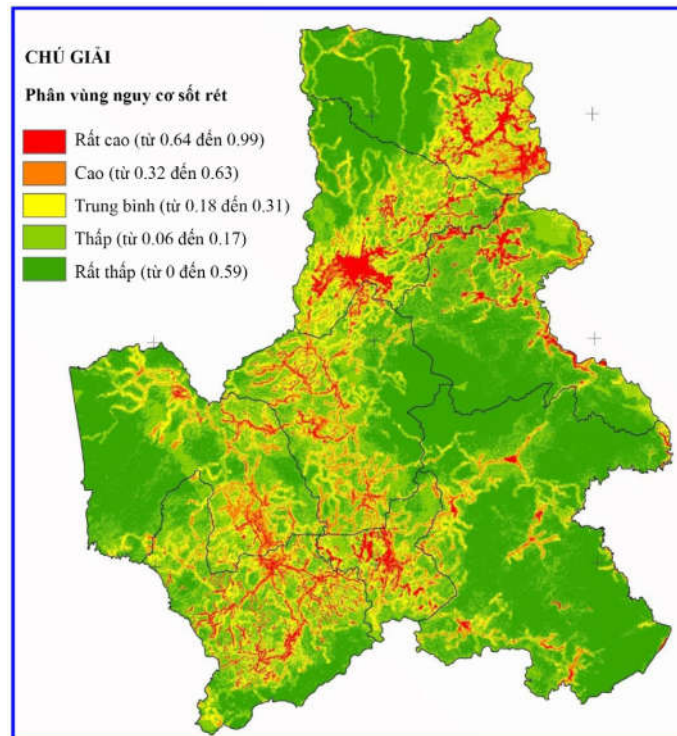 CHÚ GIẢI
Phân vùng nguy cơ sốt rét
Rất cao (từ 0.64 đến 0.99)
Cao (từ 0.32 đến 0.63)
Trung bình (từ 0.18 đến 0.31)
Thấp (từ 0.06 đến 0.17)
Rất thấp (từ 0 đến 0.59)